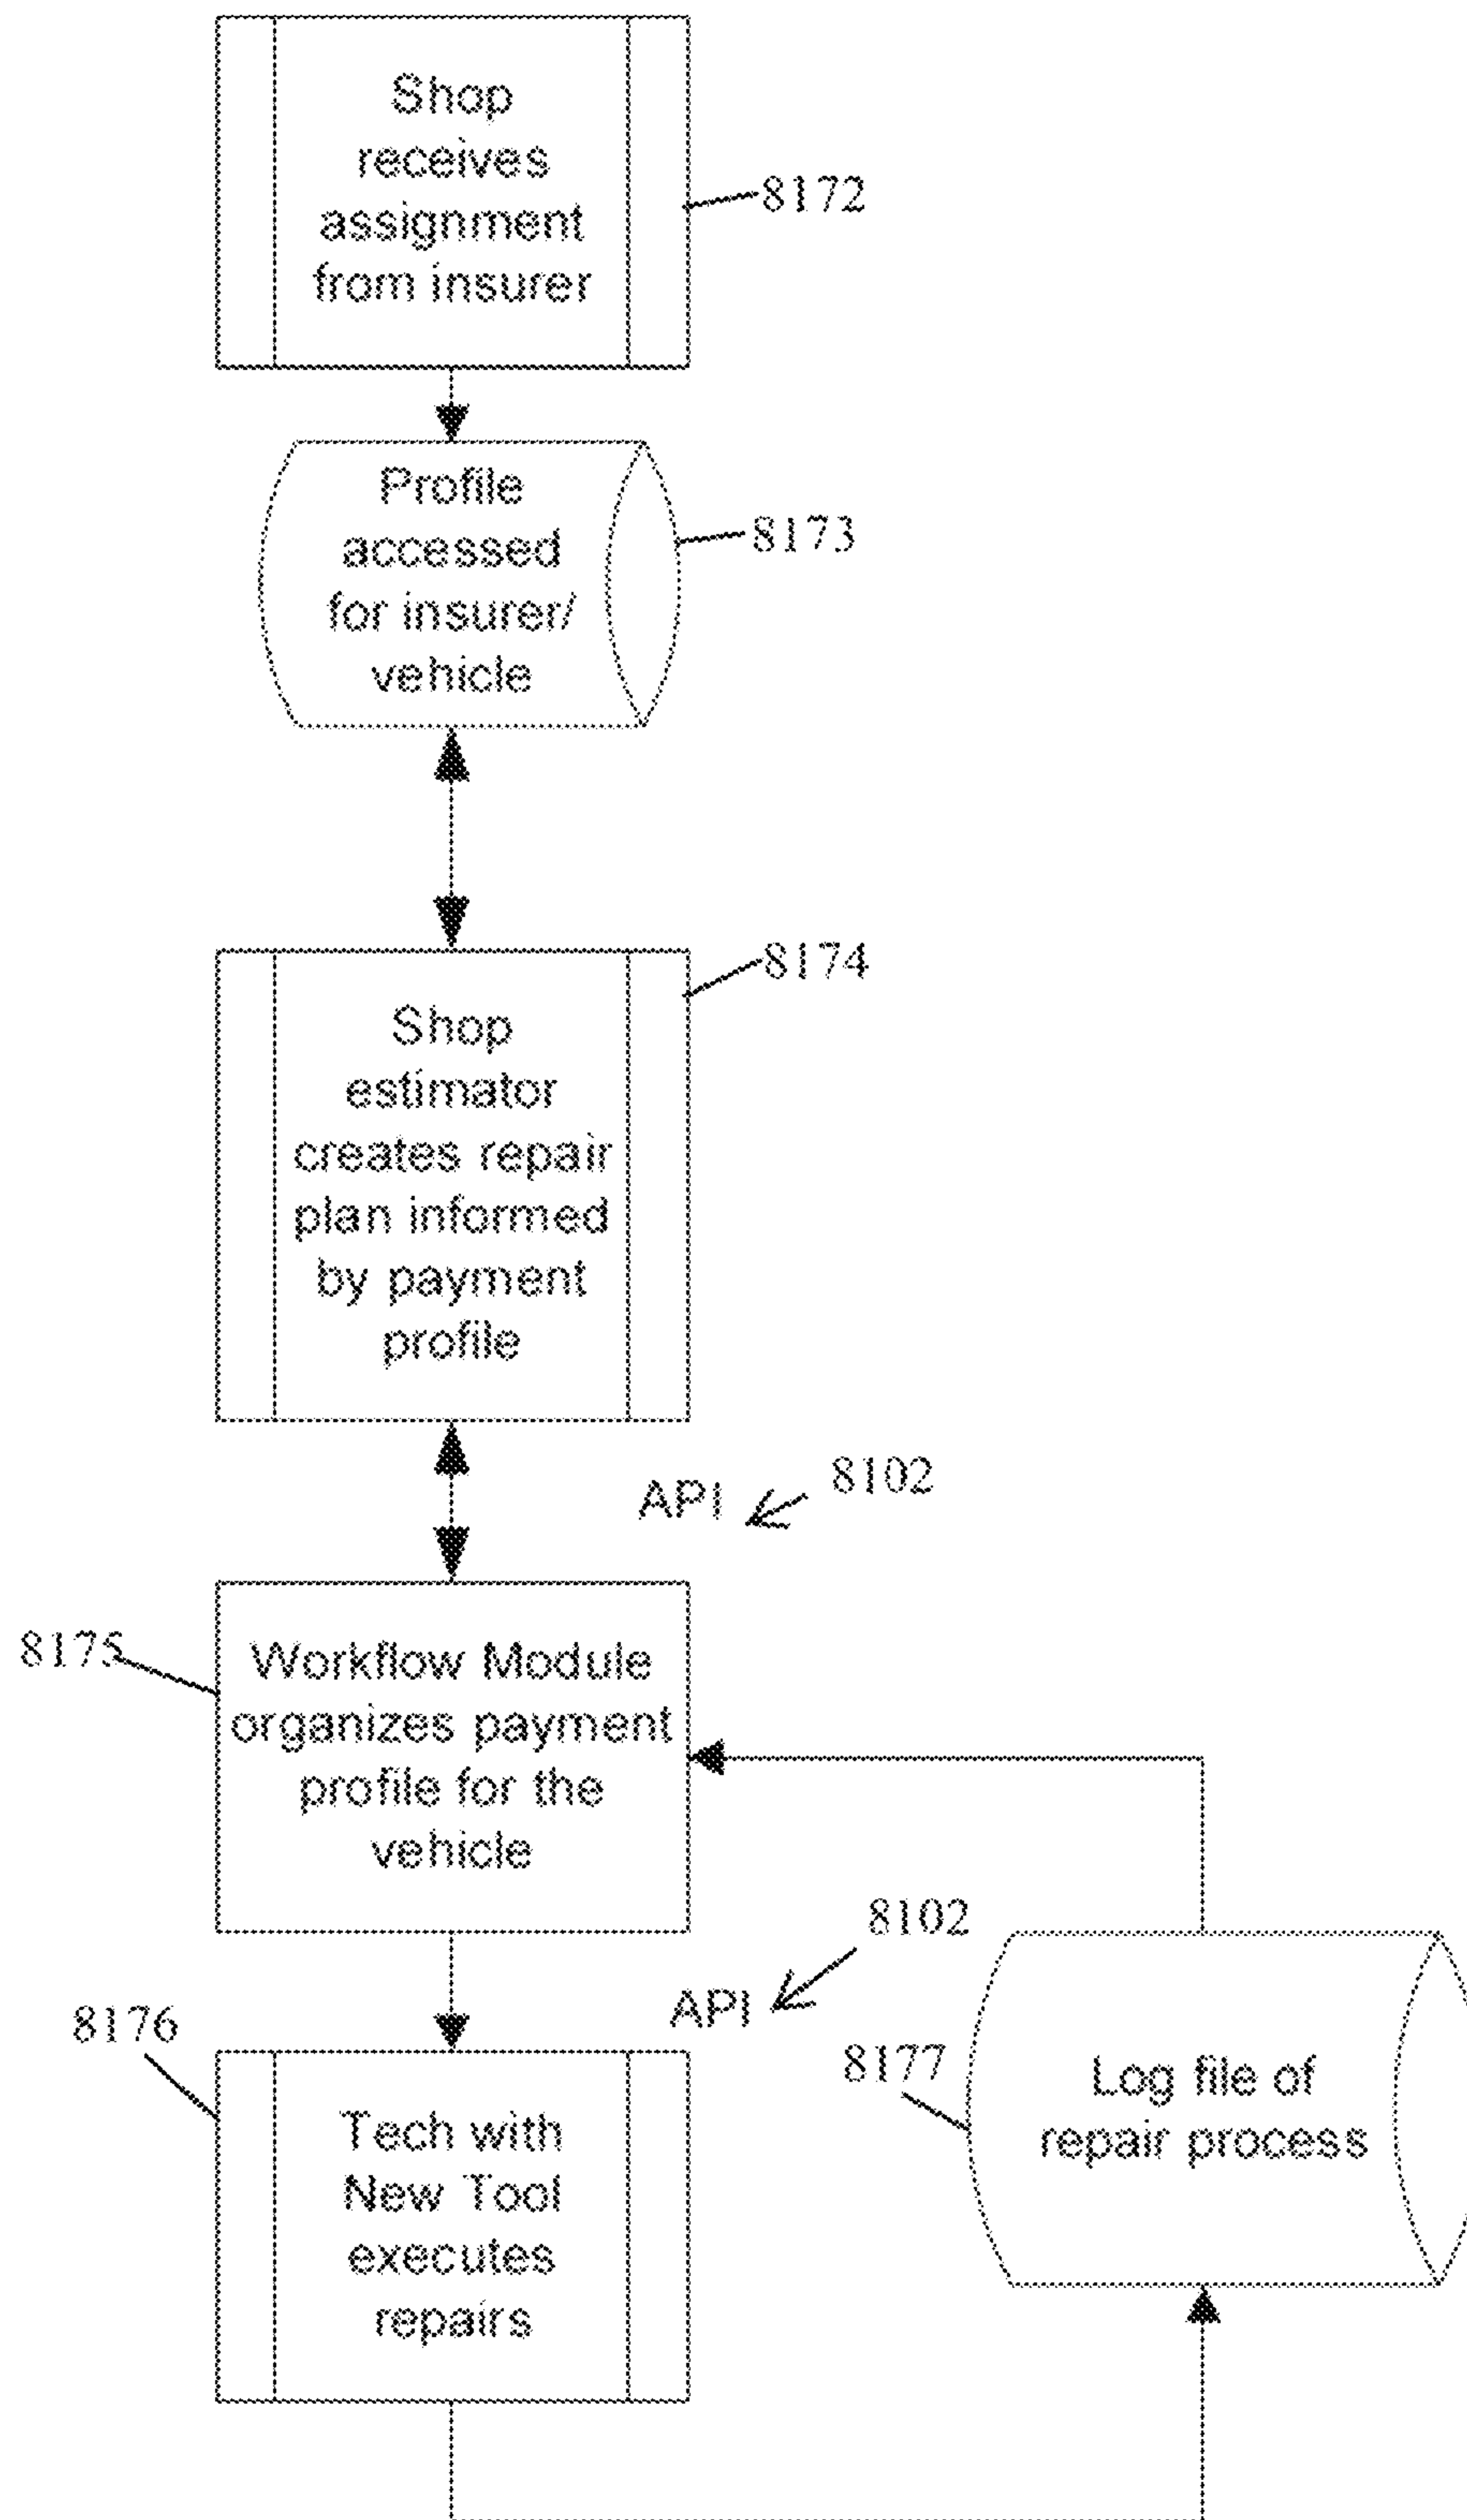 Shop
receives
assignment
from insurer
8172
Profile
accessed
for insurer/
vehicle
8173
8174
Shop
estimator
creates repair
plan informed
by payment
profile
API
8102
8175
Workflow Module
organizes payment
profile for the
vehicle
8102
API
8176
8177
Log file of
repair process
Tech with
New Tool
executes
repairs